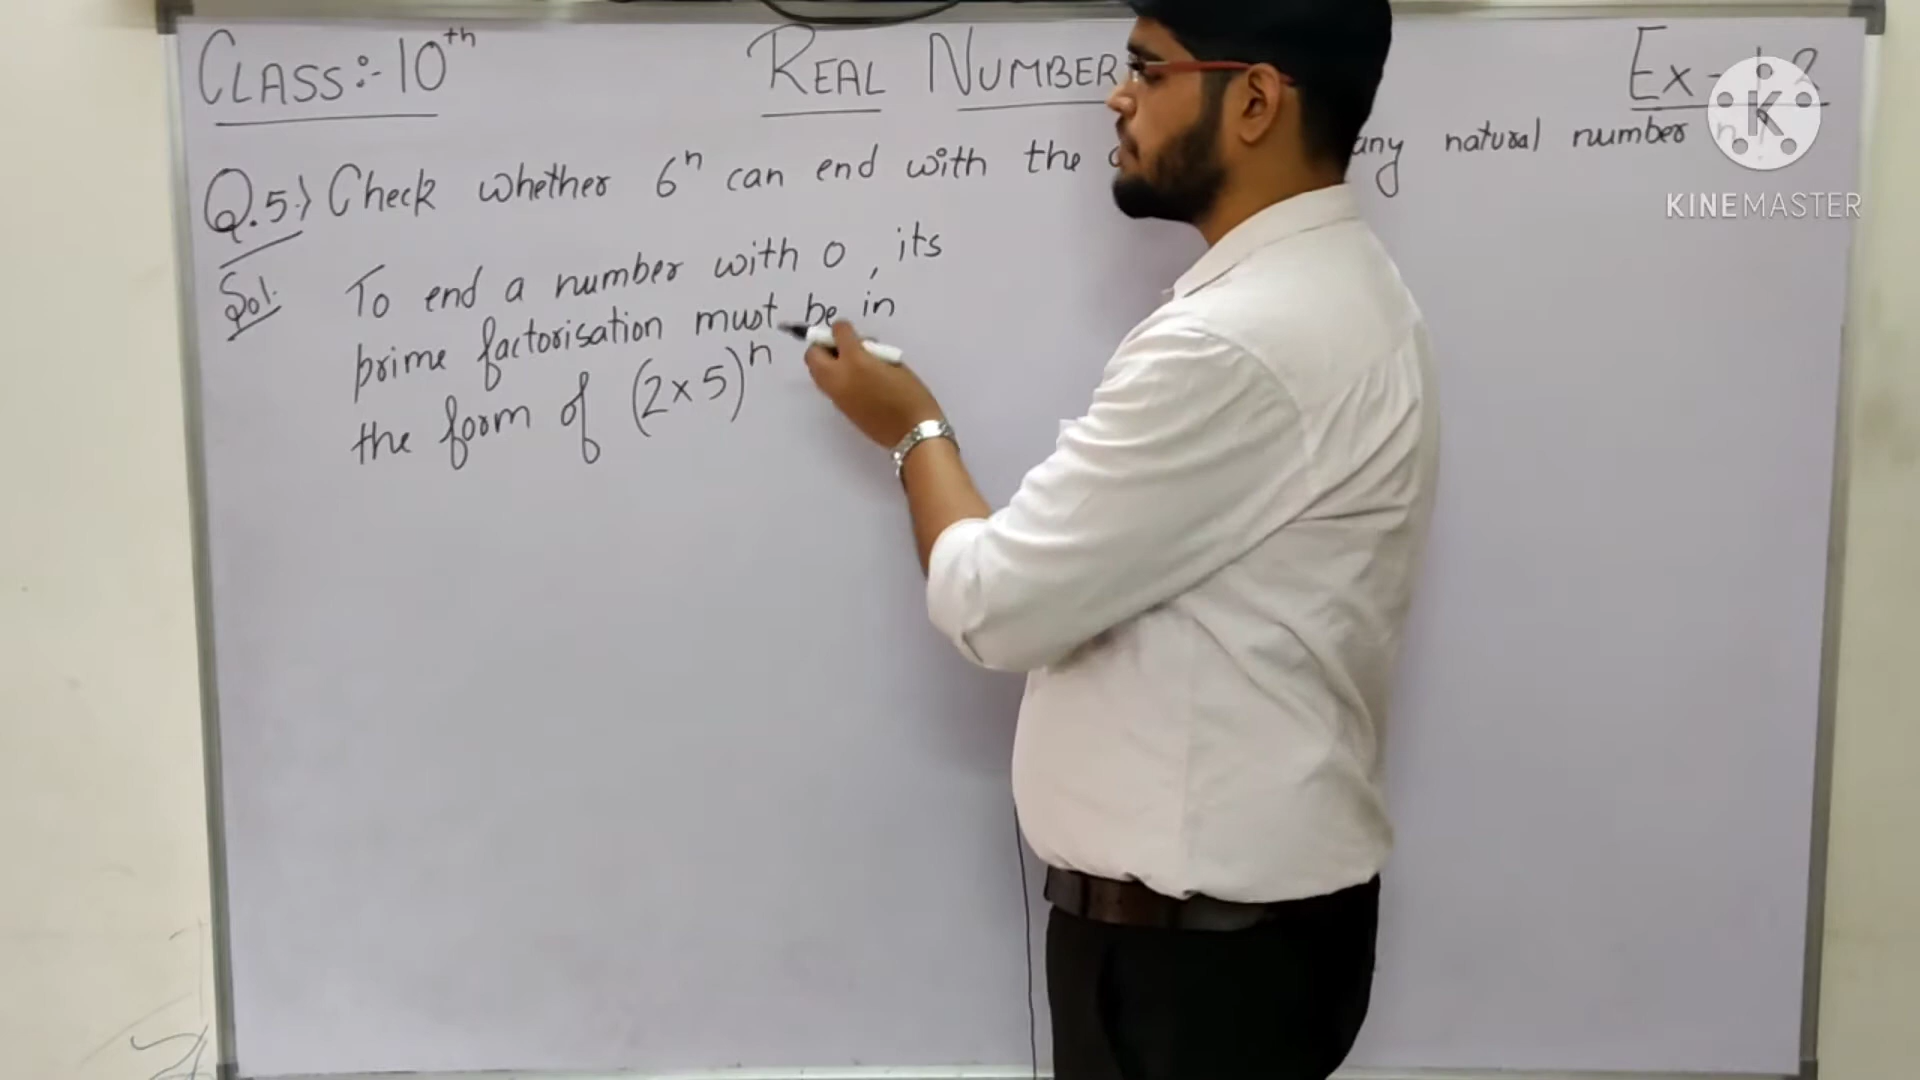 CLASS:-10th
REAL NUMBER
Ex-
Q.5> Check whether 6ⁿ can end with the any natural number
Sol. To end a number with 0, its
prime factorisation must be in
the form of (2×5)ⁿ
K
KINEMASTER